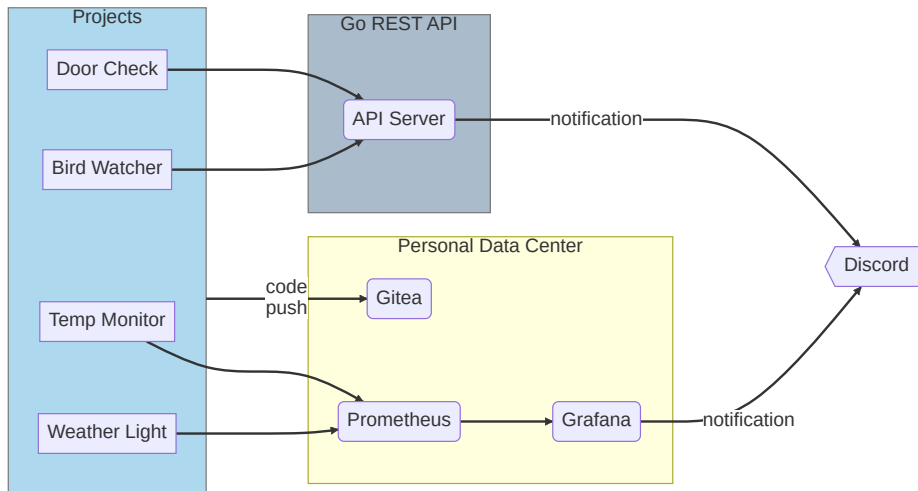 Projects
Go REST API
Door Check
API Server
notification
Bird Watcher
Personal Data Center
Discord
code
push
Gitea
Temp Monitor
Prometheus
Grafana
notification
Weather Light